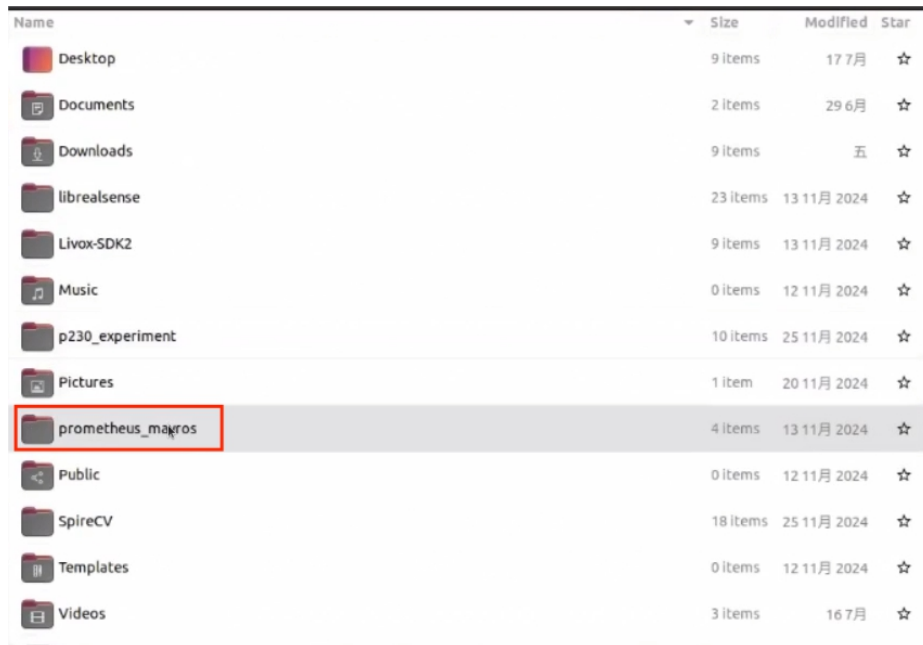 Name Size Modified Star
Desktop 9 items 17 7月
Documents 2 items 29 6月
Downloads 9 items 五
librealsense 23 items 13 11月 2024
Livox-SDK2 9 items 13 11月 2024
Music 0 items 12 11月 2024
p230_experiment 10 items 25 11月 2024
Pictures 1 item 20 11月 2024
prometheus_mavros 4 items 13 11月 2024
Public 0 items 12 11月 2024
SpireCV 18 items 25 11月 2024
Templates 0 items 12 11月 2024
Videos 3 items 16 7月